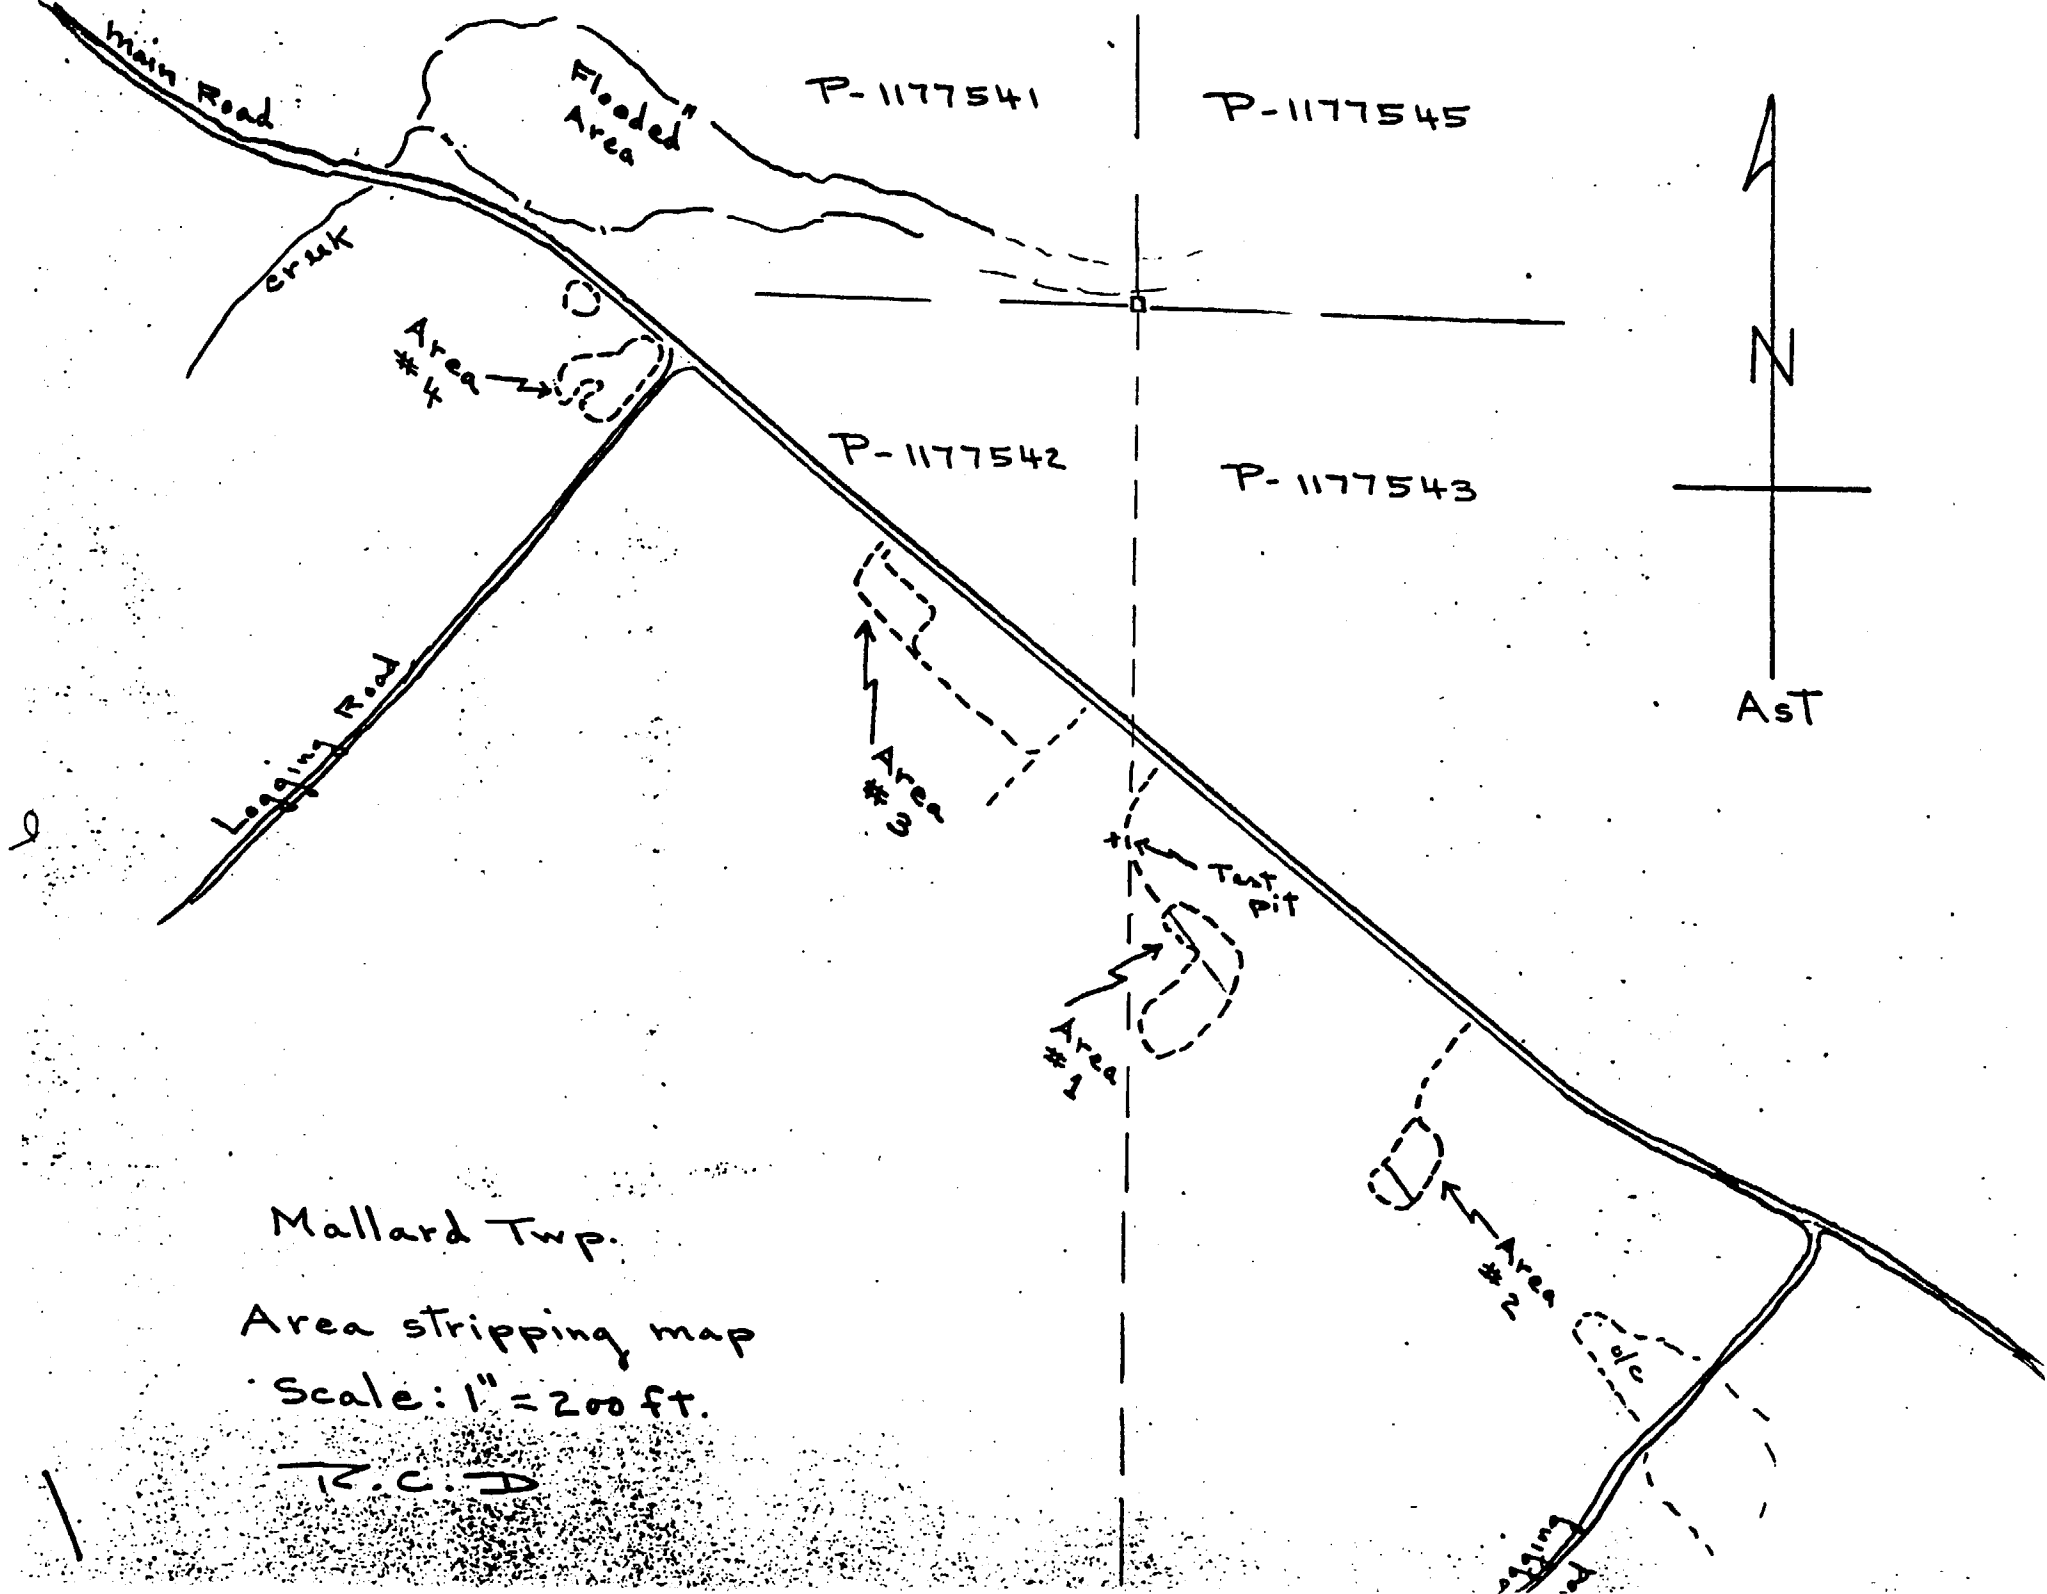 Main Road
Flooded
Area
P-1177541
P-1177545
creek
Area
#4
P-1177542
P-1177543
N
AsT
Logging Road
Area
#3
Test
pit
Area
#1
Area
#2
o/c
Mallard Twp.
Area stripping map
Scale: 1" = 200 ft.
R.C.D